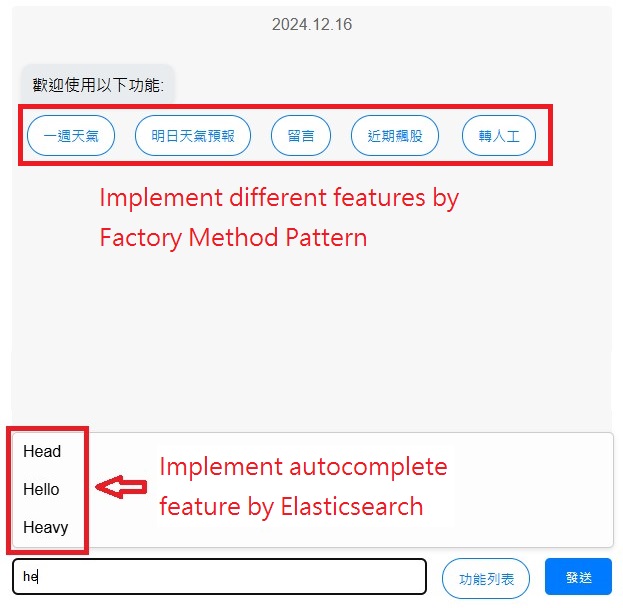 2024.12.16
歡迎使用以下功能:
一週天氣 明日天氣預報 留言 近期飆股 轉人工
Implement different features by
Factory Method Pattern
Head
Hello
Heavy
Implement autocomplete
feature by Elasticsearch
he
功能列表 發送